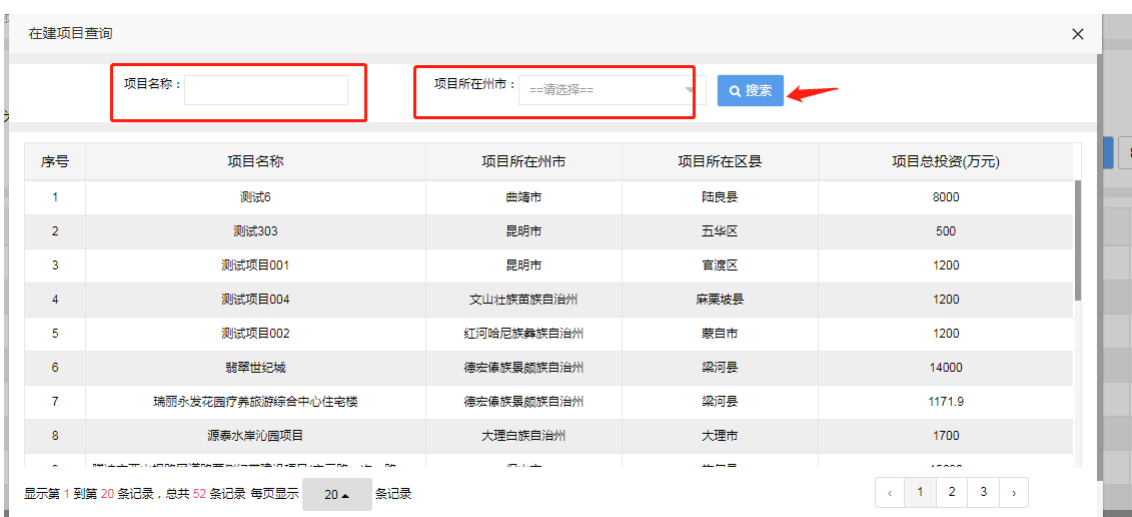 在建项目查询
项目名称：
项目所在州市：
==请选择==
搜索
序号 项目名称 项目所在州市 项目所在区县 项目总投资(万元)
1 测试6 曲靖市 陆良县 8000
2 测试303 昆明市 五华区 500
3 测试项目001 昆明市 官渡区 1200
4 测试项目004 文山壮族苗族自治州 麻栗坡县 1200
5 测试项目002 红河哈尼族彝族自治州 蒙自市 1200
6 翡翠世纪城 德宏傣族景颇族自治州 梁河县 14000
7 瑞丽永发花园疗养旅游综合中心住宅楼 德宏傣族景颇族自治州 梁河县 1171.9
8 源泰水岸沁园项目 大理白族自治州 大理市 1700
显示第 1 到第 20 条记录，总共 52 条记录 每页显示 20 条记录
‹ 1 2 3 ›